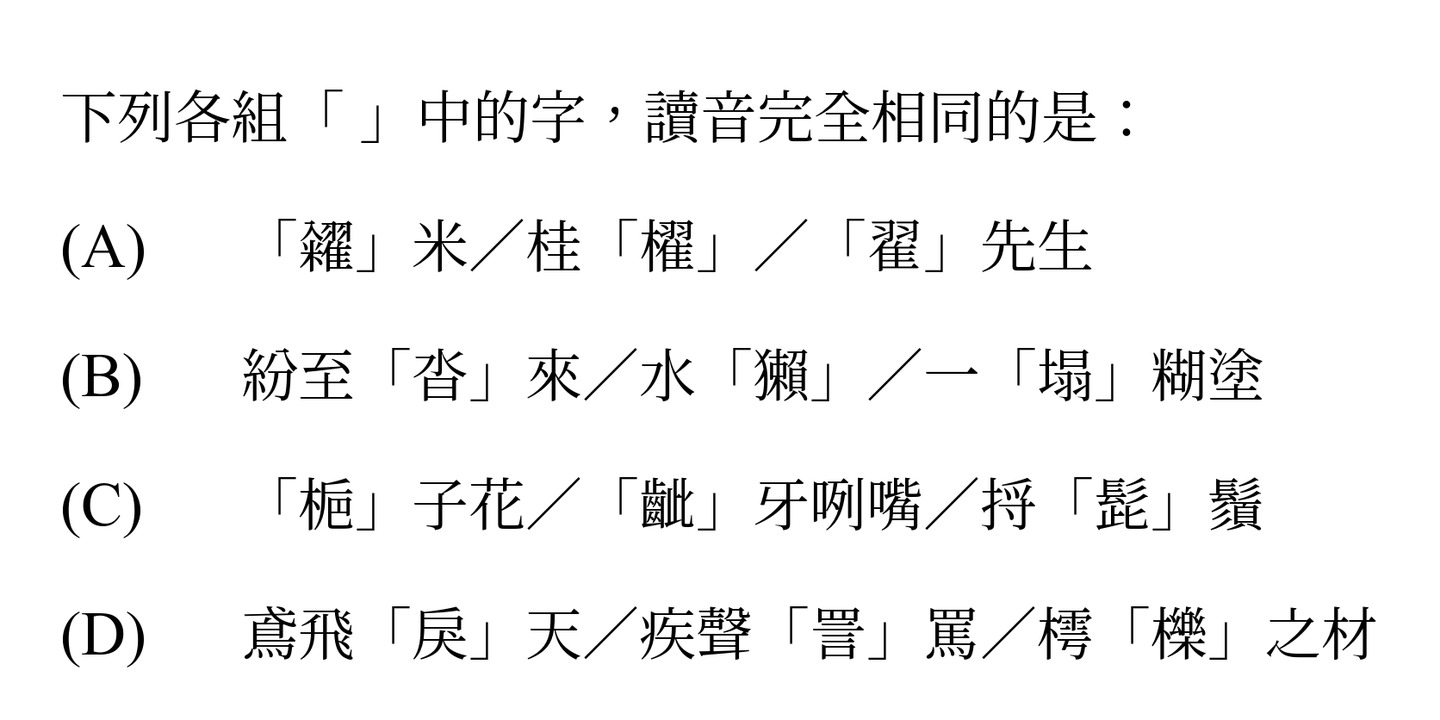 下列各組「 」中的字，讀音完全相同的是：
(A) 「糴」米／桂「櫂」／「翟」先生
(B) 紛至「沓」來／水「獺」／一「塌」糊塗
(C) 「梔」子花／「齜」牙咧嘴／捋「髭」鬚
(D) 鳶飛「戾」天／疾聲「詈」罵／樗「櫟」之材